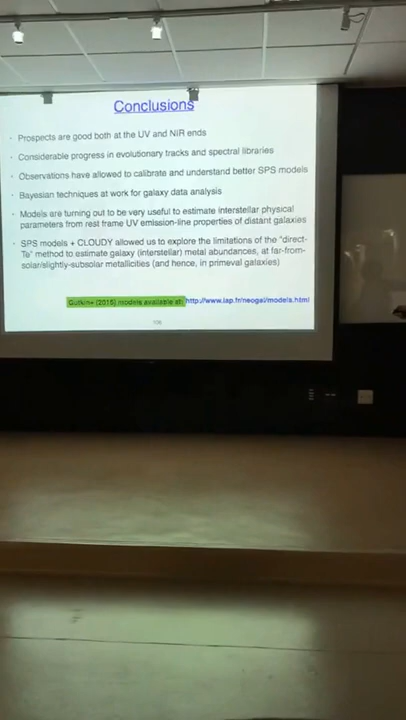 Conclusions
· Prospects are good both at the UV and NIR ends
· Considerable progress in evolutionary tracks and spectral libraries
· Observations have allowed to calibrate and understand better SPS models
· Bayesian techniques at work for galaxy data analysis
· Models are turning out to be very useful to estimate interstellar physical
parameters from rest frame UV emission-line properties of distant galaxies
· SPS models + CLOUDY allowed us to explore the limitations of the "direct-
Te" method to estimate galaxy (interstellar) metal abundances, at far-from-
solar/slightly-subsolar metallicities (and hence, in primeval galaxies)
Gutkin+ (2016) models available at: http://www.iap.fr/neogal/models.html